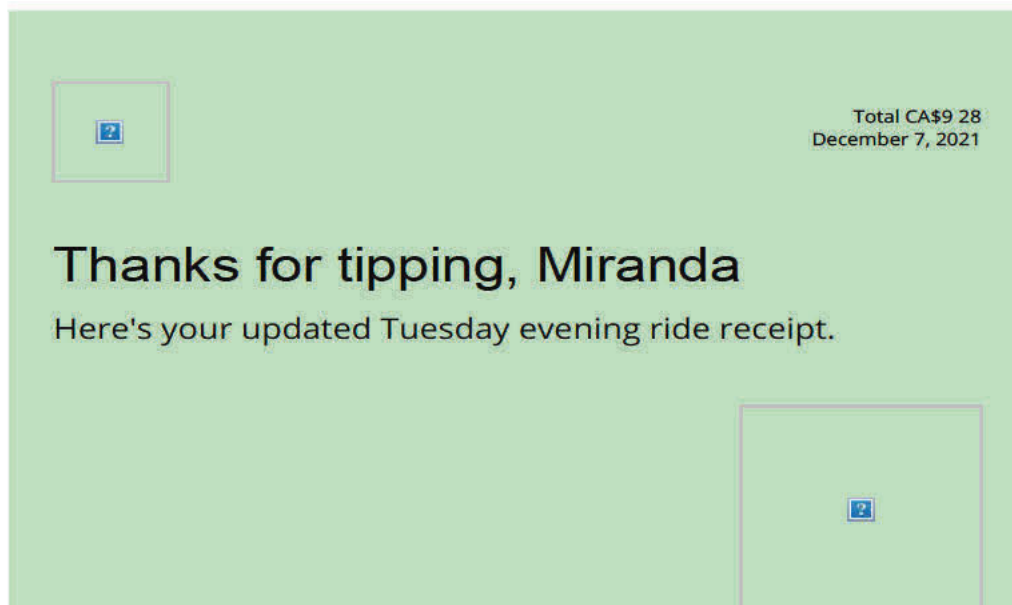 Total CA$9 28
December 7, 2021
Thanks for tipping, Miranda
Here's your updated Tuesday evening ride receipt.